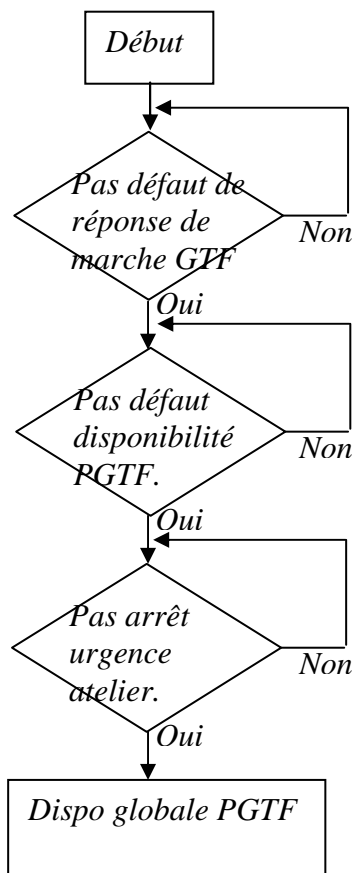 Début
Pas défaut de
réponse de
marche GTF
Non
Oui
Pas défaut
disponibilité
PGTF.
Non
Oui
Pas arrêt
urgence
atelier.
Non
Oui
Dispo globale PGTF